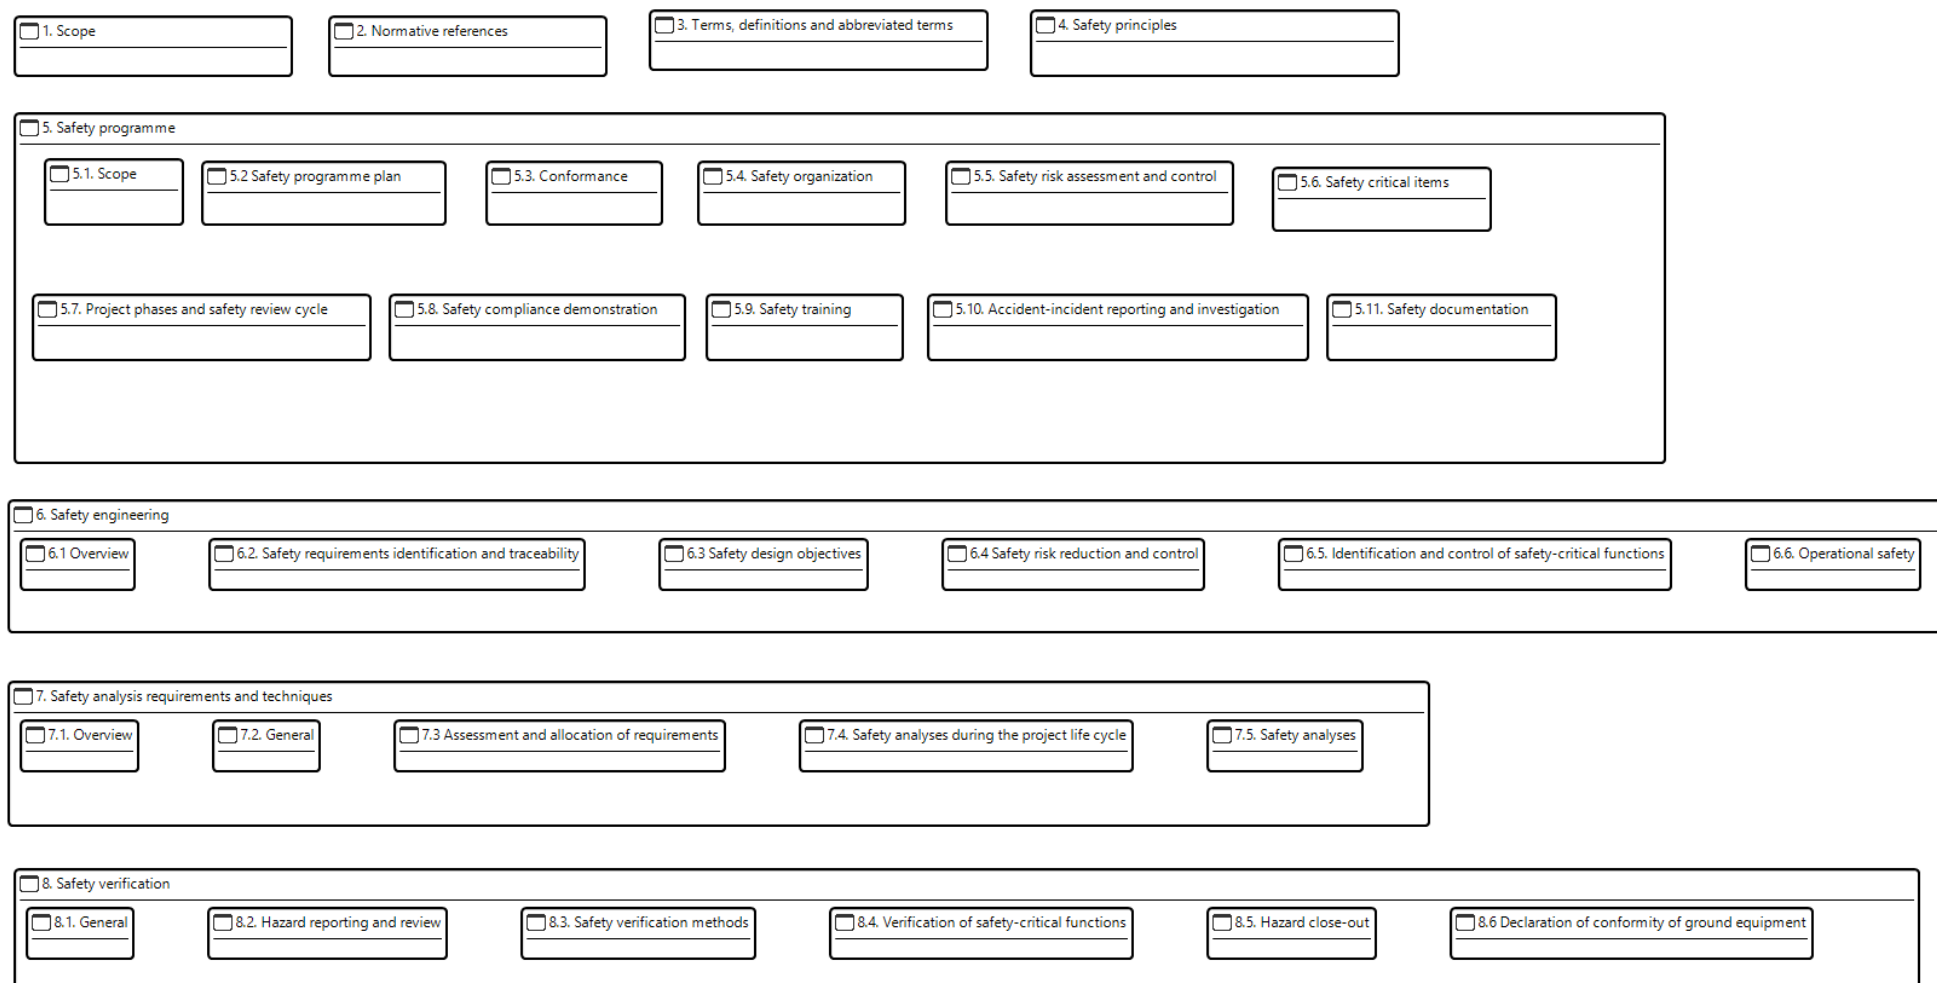 1. Scope
2. Normative references
3. Terms, definitions and abbreviated terms
4. Safety principles
5. Safety programme
5.1. Scope
5.2 Safety programme plan
5.3. Conformance
5.4. Safety organization
5.5. Safety risk assessment and control
5.6. Safety critical items
5.7. Project phases and safety review cycle
5.8. Safety compliance demonstration
5.9. Safety training
5.10. Accident-incident reporting and investigation
5.11. Safety documentation
6. Safety engineering
6.1 Overview
6.2. Safety requirements identification and traceability
6.3 Safety design objectives
6.4 Safety risk reduction and control
6.5. Identification and control of safety-critical functions
6.6. Operational safety
7. Safety analysis requirements and techniques
7.1. Overview
7.2. General
7.3 Assessment and allocation of requirements
7.4. Safety analyses during the project life cycle
7.5. Safety analyses
8. Safety verification
8.1. General
8.2. Hazard reporting and review
8.3. Safety verification methods
8.4. Verification of safety-critical functions
8.5. Hazard close-out
8.6 Declaration of conformity of ground equipment